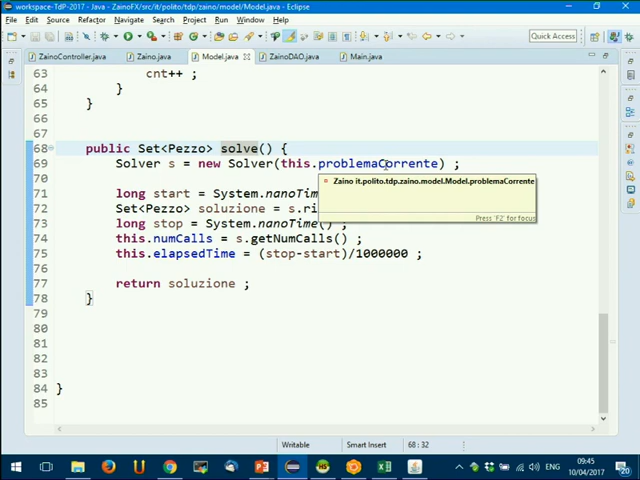 workspace-TdP-2017 - Java - ZainoFX/src/it/polito/tdp/zaino/model/Model.java - Eclipse
File Edit Source Refactor Navigate Search Project Run Window Help
Quick Access
ZainoController.java Zaino.java Model.java ZainoDAO.java Main.java
63 cnt++ ;
64 }
65 }
66
67
68 public Set<Pezzo> solve() {
69 Solver s = new Solver(this.problemaCorrente) ;
70
Zaino it.polito.tdp.zaino.model.Model.problemaCorrente
71 long start = System.nanoTi
72 Set<Pezzo> soluzione = s.ri
Press 'F2' for focus
73 long stop = System.nanoTime() ;
74 this.numCalls = s.getNumCalls() ;
75 this.elapsedTime = (stop-start)/1000000 ;
76
77 return soluzione ;
78 }
79
80
81
82
83
84 }
85
Writable Smart Insert 68 : 32
ENG
09:45
10/04/2017
20